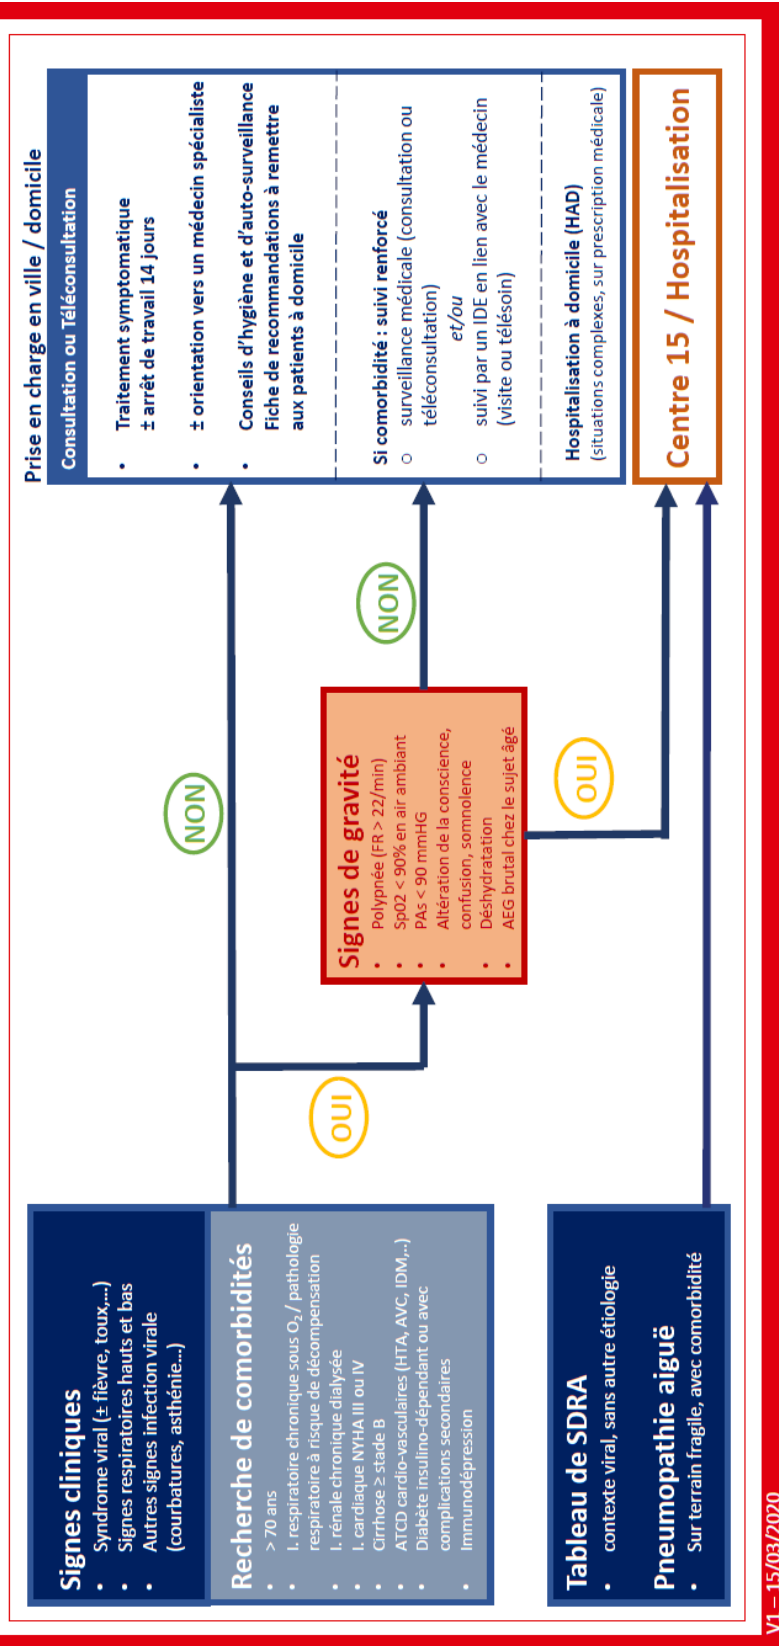 Signes cliniques
• Syndrome viral (± fièvre, toux,...)
• Signes respiratoires hauts et bas
• Autres signes infection virale
(courbatures, asthénie...)
Recherche de comorbidités
• > 70 ans
• I. respiratoire chronique sous O₂ / pathologie
respiratoire à risque de décompensation
• I. rénale chronique dialysée
• I. cardiaque NYHA III ou IV
• Cirrhose ≥ stade B
• ATCD cardio-vasculaires (HTA, AVC, IDM,..)
• Diabète insulino-dépendant ou avec
complications secondaires
• Immunodépression
Tableau de SDRA
• contexte viral, sans autre étiologie
Pneumopathie aiguë
• Sur terrain fragile, avec comorbidité
NON
OUI
Signes de gravité
• Polypnée (FR > 22/min)
• Sp02 < 90% en air ambiant
• PAs < 90 mmHG
• Altération de la conscience,
confusion, somnolence
• Déshydratation
• AEG brutal chez le sujet âgé
NON
OUI
Prise en charge en ville / domicile
Consultation ou Téléconsultation
• Traitement symptomatique
± arrêt de travail 14 jours
• ± orientation vers un médecin spécialiste
• Conseils d'hygiène et d'auto-surveillance
Fiche de recommandations à remettre
aux patients à domicile
Si comorbidité : suivi renforcé
○ surveillance médicale (consultation ou
téléconsultation)
et/ou
○ suivi par un IDE en lien avec le médecin
(visite ou télésoin)
Hospitalisation à domicile (HAD)
(situations complexes, sur prescription médicale)
Centre 15 / Hospitalisation
V1 – 15/03/2020